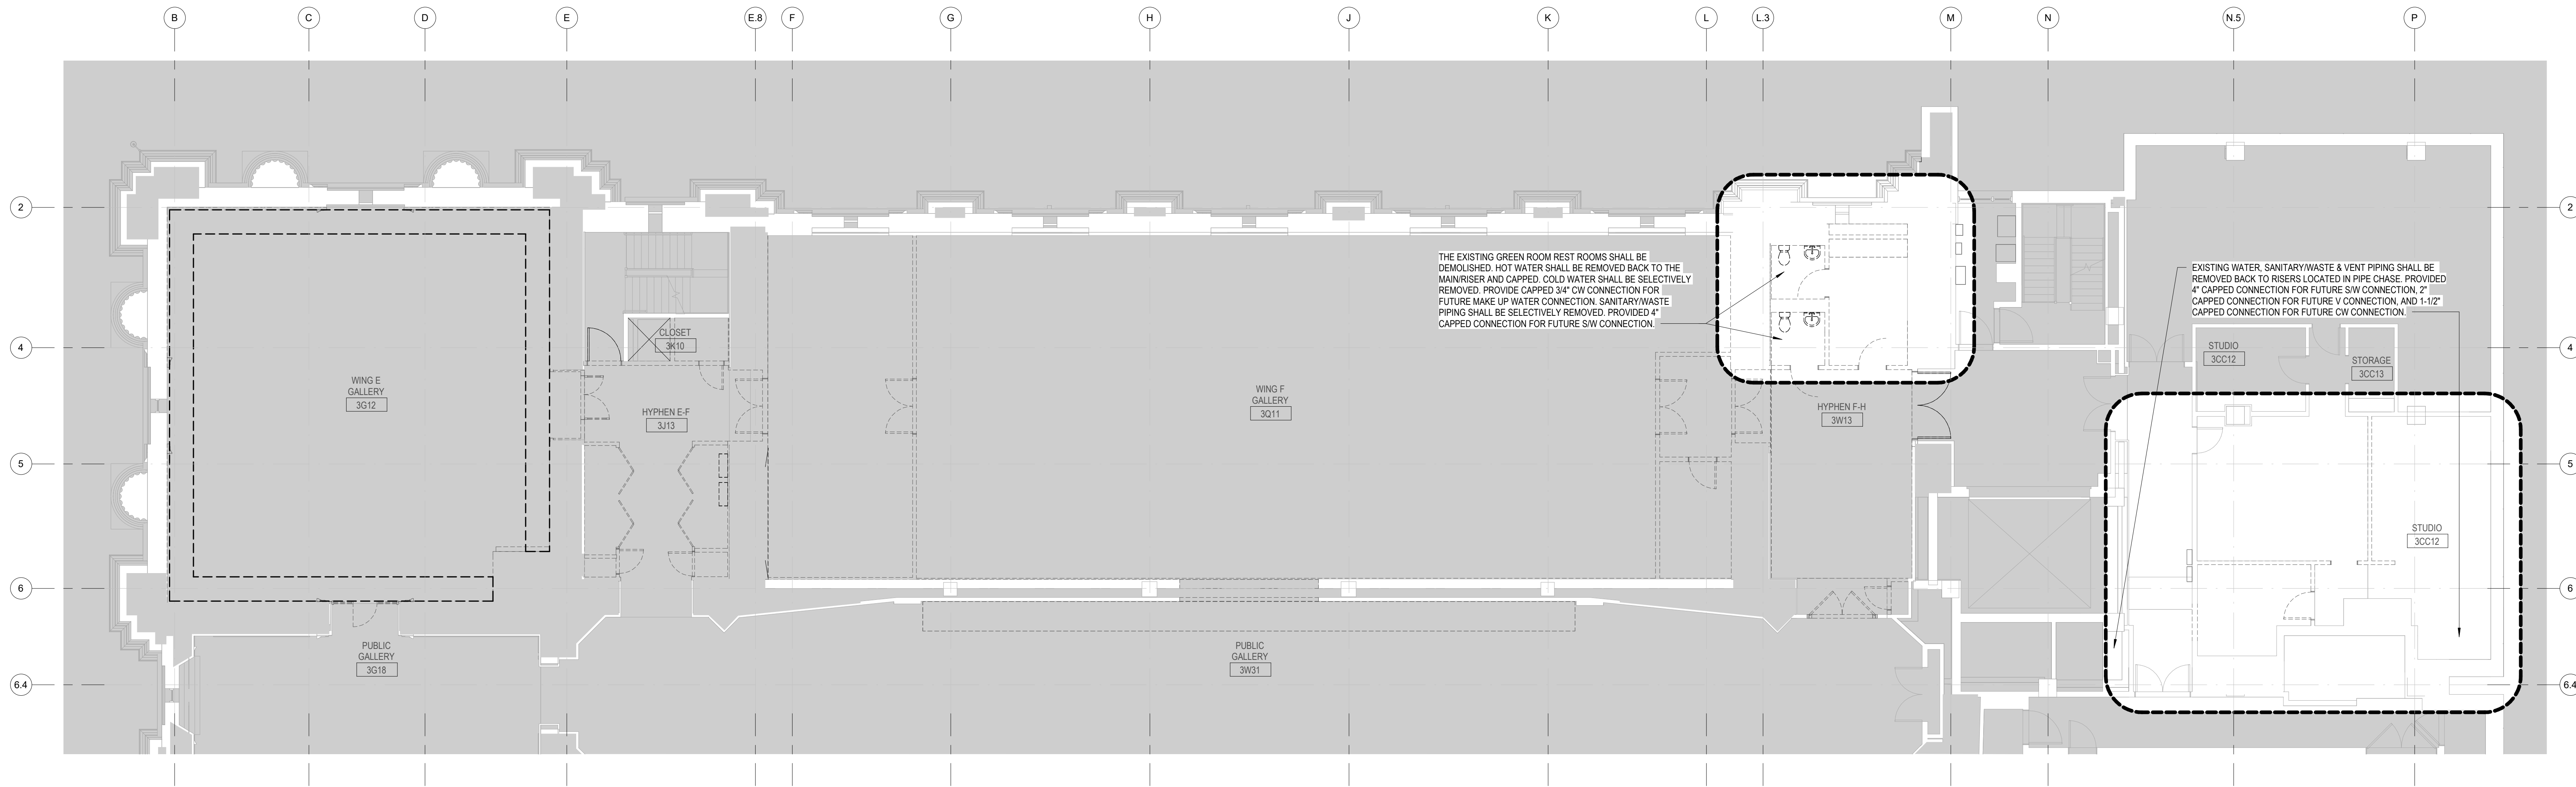 B
C
D
E
E.8
F
G
H
J
K
L
L.3
M
N
N.5
P
2
2
THE EXISTING GREEN ROOM REST ROOMS SHALL BE
DEMOLISHED. HOT WATER SHALL BE REMOVED BACK TO THE
MAIN/RISER AND CAPPED. COLD WATER SHALL BE SELECTIVELY
REMOVED. PROVIDE CAPPED 3/4" CW CONNECTION FOR
FUTURE MAKE UP WATER CONNECTION. SANITARY/WASTE
PIPING SHALL BE SELECTIVELY REMOVED. PROVIDED 4"
CAPPED CONNECTION FOR FUTURE S/W CONNECTION.
EXISTING WATER, SANITARY/WASTE & VENT PIPING SHALL BE
REMOVED BACK TO RISERS LOCATED IN PIPE CHASE. PROVIDED
4" CAPPED CONNECTION FOR FUTURE S/W CONNECTION, 2"
CAPPED CONNECTION FOR FUTURE V CONNECTION, AND 1-1/2"
CAPPED CONNECTION FOR FUTURE CW CONNECTION.
CLOSET
3K10
4
4
STUDIO
3CC12
STORAGE
3CC13
WING E
GALLERY
3G12
WING F
GALLERY
3Q11
HYPHEN E-F
3J13
HYPHEN F-H
3W13
5
5
STUDIO
3CC12
6
6
PUBLIC
GALLERY
3G18
PUBLIC
GALLERY
3W31
6.4
6.4